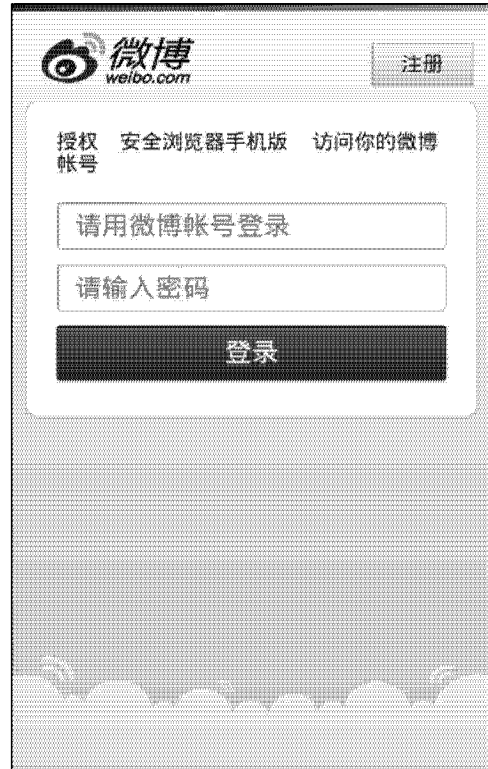 微博
weibo.com
注册
授权 安全浏览器手机版 访问你的微博
帐号
请用微博帐号登录
请输入密码
登录